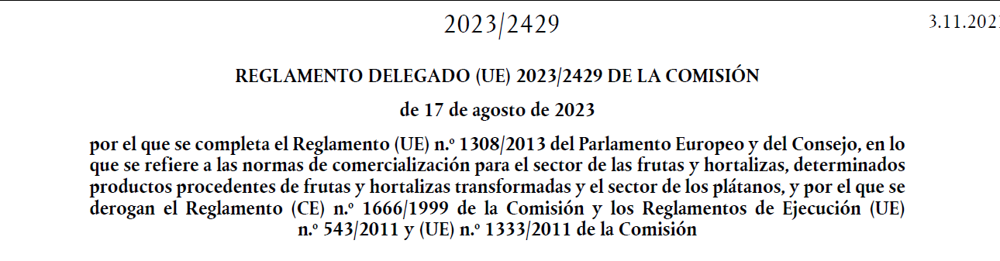 2023/2429
3.11.202
REGLAMENTO DELEGADO (UE) 2023/2429 DE LA COMISIÓN
de 17 de agosto de 2023
por el que se completa el Reglamento (UE) n.º 1308/2013 del Parlamento Europeo y del Consejo, en lo
que se refiere a las normas de comercialización para el sector de las frutas y hortalizas, determinados
productos procedentes de frutas y hortalizas transformadas y el sector de los plátanos, y por el que se
derogan el Reglamento (CE) n.º 1666/1999 de la Comisión y los Reglamentos de Ejecución (UE)
n.º 543/2011 y (UE) n.º 1333/2011 de la Comisión